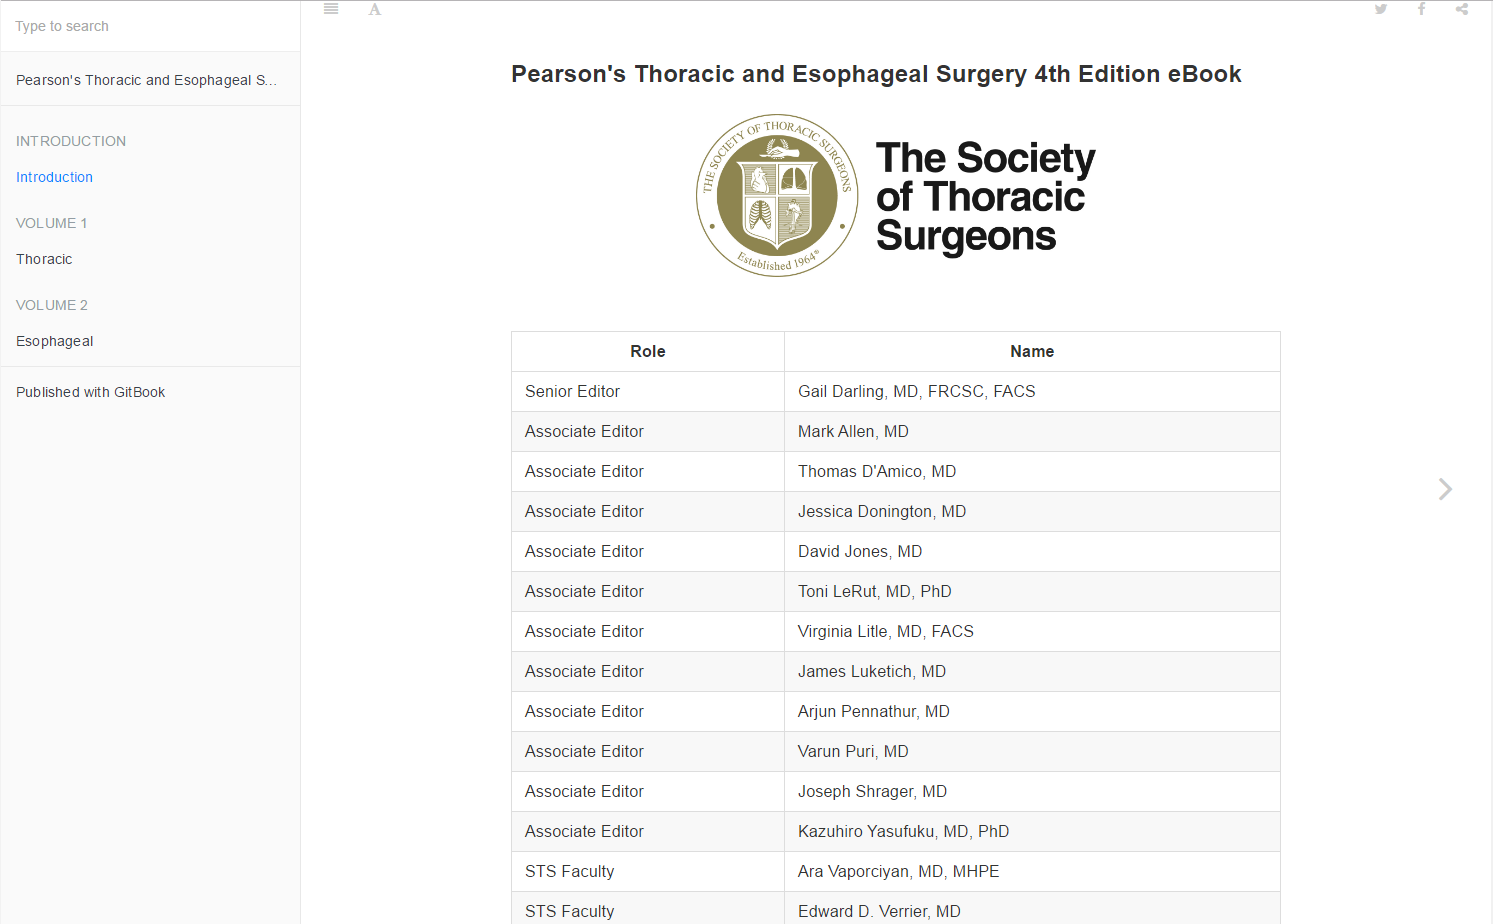 Type to search
Pearson's Thoracic and Esophageal S...
INTRODUCTION
Introduction
VOLUME 1
Thoracic
VOLUME 2
Esophageal
Published with GitBook
A
Pearson's Thoracic and Esophageal Surgery 4th Edition eBook
THE SOCIETY OF THORACIC SURGEONS
Established 1964®
The Society
of Thoracic
Surgeons
Role Name
Senior Editor Gail Darling, MD, FRCSC, FACS
Associate Editor Mark Allen, MD
Associate Editor Thomas D'Amico, MD
Associate Editor Jessica Donington, MD
Associate Editor David Jones, MD
Associate Editor Toni LeRut, MD, PhD
Associate Editor Virginia Litle, MD, FACS
Associate Editor James Luketich, MD
Associate Editor Arjun Pennathur, MD
Associate Editor Varun Puri, MD
Associate Editor Joseph Shrager, MD
Associate Editor Kazuhiro Yasufuku, MD, PhD
STS Faculty Ara Vaporciyan, MD, MHPE
STS Faculty Edward D. Verrier, MD